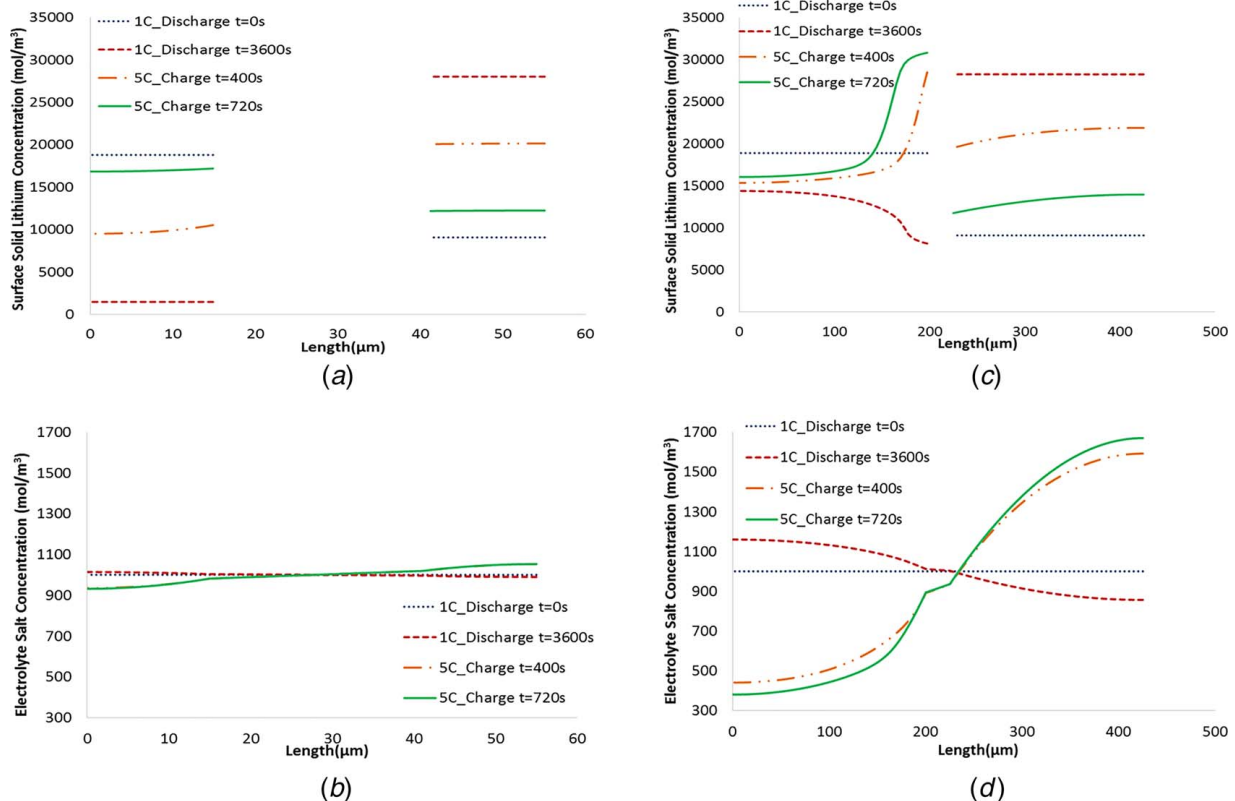 1C_Discharge t=0s
1C_Discharge t=3600s
5C_Charge t=400s
5C_Charge t=720s
Surface Solid Lithium Concentration (mol/m³)
35000
30000
25000
20000
15000
10000
5000
0
0 10 20 30 40 50 60
Length(μm)
(a)
1C_Discharge t=0s
1C_Discharge t=3600s
5C_Charge t=400s
5C_Charge t=720s
Surface Solid Lithium Concentration (mol/m³)
35000
30000
25000
20000
15000
10000
5000
0
0 100 200 300 400 500
Length(μm)
(c)
Electrolyte Salt Concentration (mol/m³)
1700
1500
1300
1100
900
700
500
300
1C_Discharge t=0s
1C_Discharge t=3600s
5C_Charge t=400s
5C_Charge t=720s
0 10 20 30 40 50 60
Length(μm)
(b)
1C_Discharge t=0s
1C_Discharge t=3600s
5C_Charge t=400s
5C_Charge t=720s
Electrolyte Salt Concentration (mol/m³)
1700
1500
1300
1100
900
700
500
300
0 100 200 300 400 500
Length(μm)
(d)